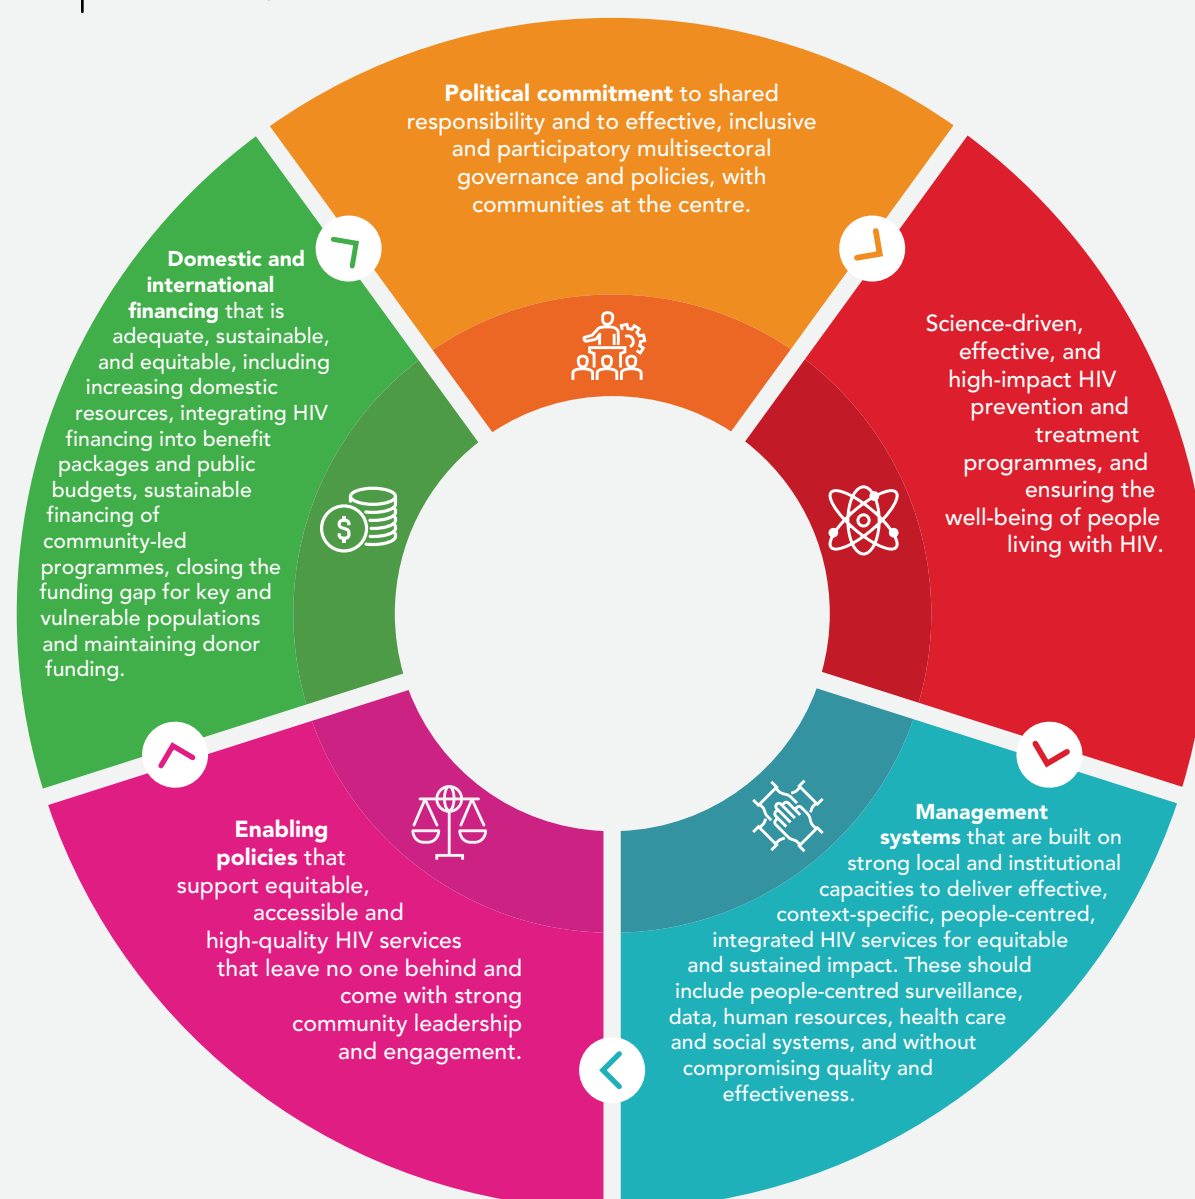 Political commitment to shared
responsibility and to effective, inclusive
and participatory multisectoral
governance and policies, with
communities at the centre.
Science-driven,
effective, and
high-impact HIV
prevention and
treatment
programmes, and
ensuring the
well-being of people
living with HIV.
Management
systems that are built on
strong local and institutional
capacities to deliver effective,
context-specific, people-centred,
integrated HIV services for equitable
and sustained impact. These should
include people-centred surveillance,
data, human resources, health care
and social systems, and without
compromising quality and
effectiveness.
Enabling
policies that
support equitable,
accessible and
high-quality HIV services
that leave no one behind and
come with strong
community leadership
and engagement.
Domestic and
international
financing that is
adequate, sustainable,
and equitable, including
increasing domestic
resources, integrating HIV
financing into benefit
packages and public
budgets, sustainable
financing of
community-led
programmes, closing the
funding gap for key and
vulnerable populations
and maintaining donor
funding.
$